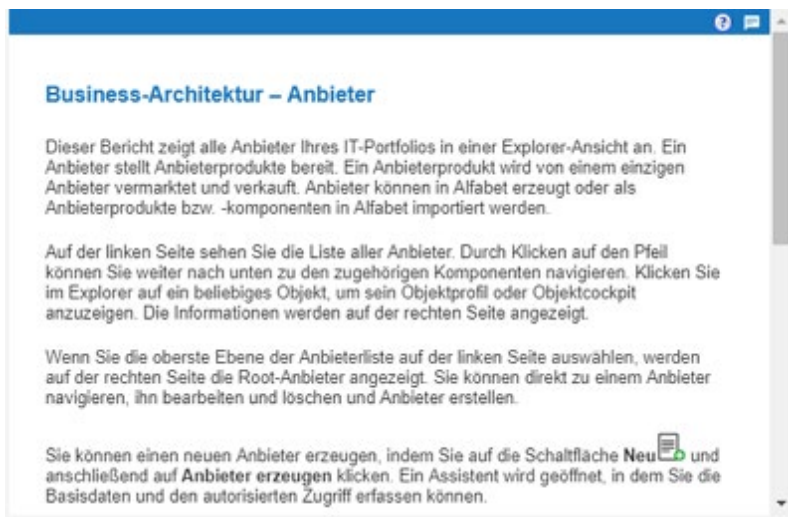 Business-Architektur – Anbieter
Dieser Bericht zeigt alle Anbieter Ihres IT-Portfolios in einer Explorer-Ansicht an. Ein
Anbieter stellt Anbieterprodukte bereit. Ein Anbieterprodukt wird von einem einzigen
Anbieter vermarktet und verkauft. Anbieter können in Alfabet erzeugt oder als
Anbieterprodukte bzw. -komponenten in Alfabet importiert werden.
Auf der linken Seite sehen Sie die Liste aller Anbieter. Durch Klicken auf den Pfeil
können Sie weiter nach unten zu den zugehörigen Komponenten navigieren. Klicken Sie
im Explorer auf ein beliebiges Objekt, um sein Objektprofil oder Objektcockpit
anzuzeigen. Die Informationen werden auf der rechten Seite angezeigt.
Wenn Sie die oberste Ebene der Anbieterliste auf der linken Seite auswählen, werden
auf der rechten Seite die Root-Anbieter angezeigt. Sie können direkt zu einem Anbieter
navigieren, ihn bearbeiten und löschen und Anbieter erstellen.
Sie können einen neuen Anbieter erzeugen, indem Sie auf die Schaltfläche Neu und
anschließend auf Anbieter erzeugen klicken. Ein Assistent wird geöffnet, in dem Sie die
Basisdaten und den autorisierten Zugriff erfassen können.